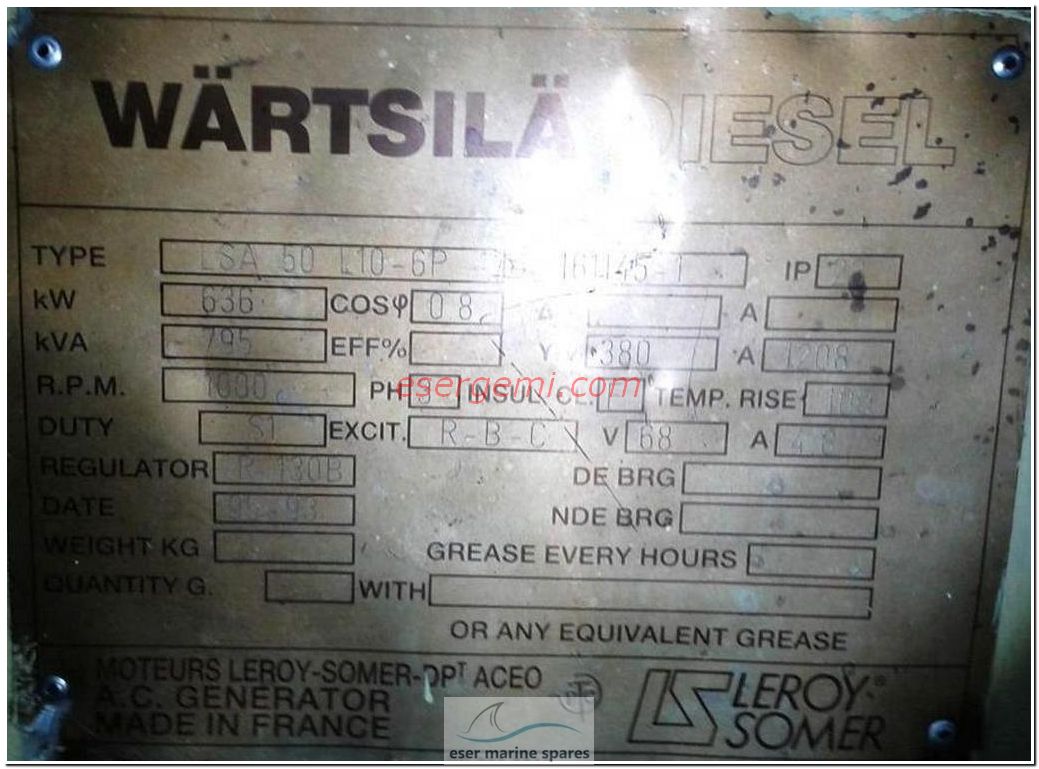 WÄRTSILÄ DIESEL
TYPE LSA 50 L10-6P IP
kW 636 COSφ 0.8 A
kVA 795 EFF% Y V 380 A 1208
R.P.M. 1000 PH 3 INSUL. CL. TEMP. RISE
esergemi.com
DUTY S1 EXCIT. R-B-C V 68 A
REGULATOR R-130B DE BRG
DATE NDE BRG
WEIGHT KG GREASE EVERY HOURS
QUANTITY G. WITH
OR ANY EQUIVALENT GREASE
MOTEURS LEROY-SOMER-DPT ACEO
A.C. GENERATOR
MADE IN FRANCE
LEROY-®
SOMER
eser marine spares